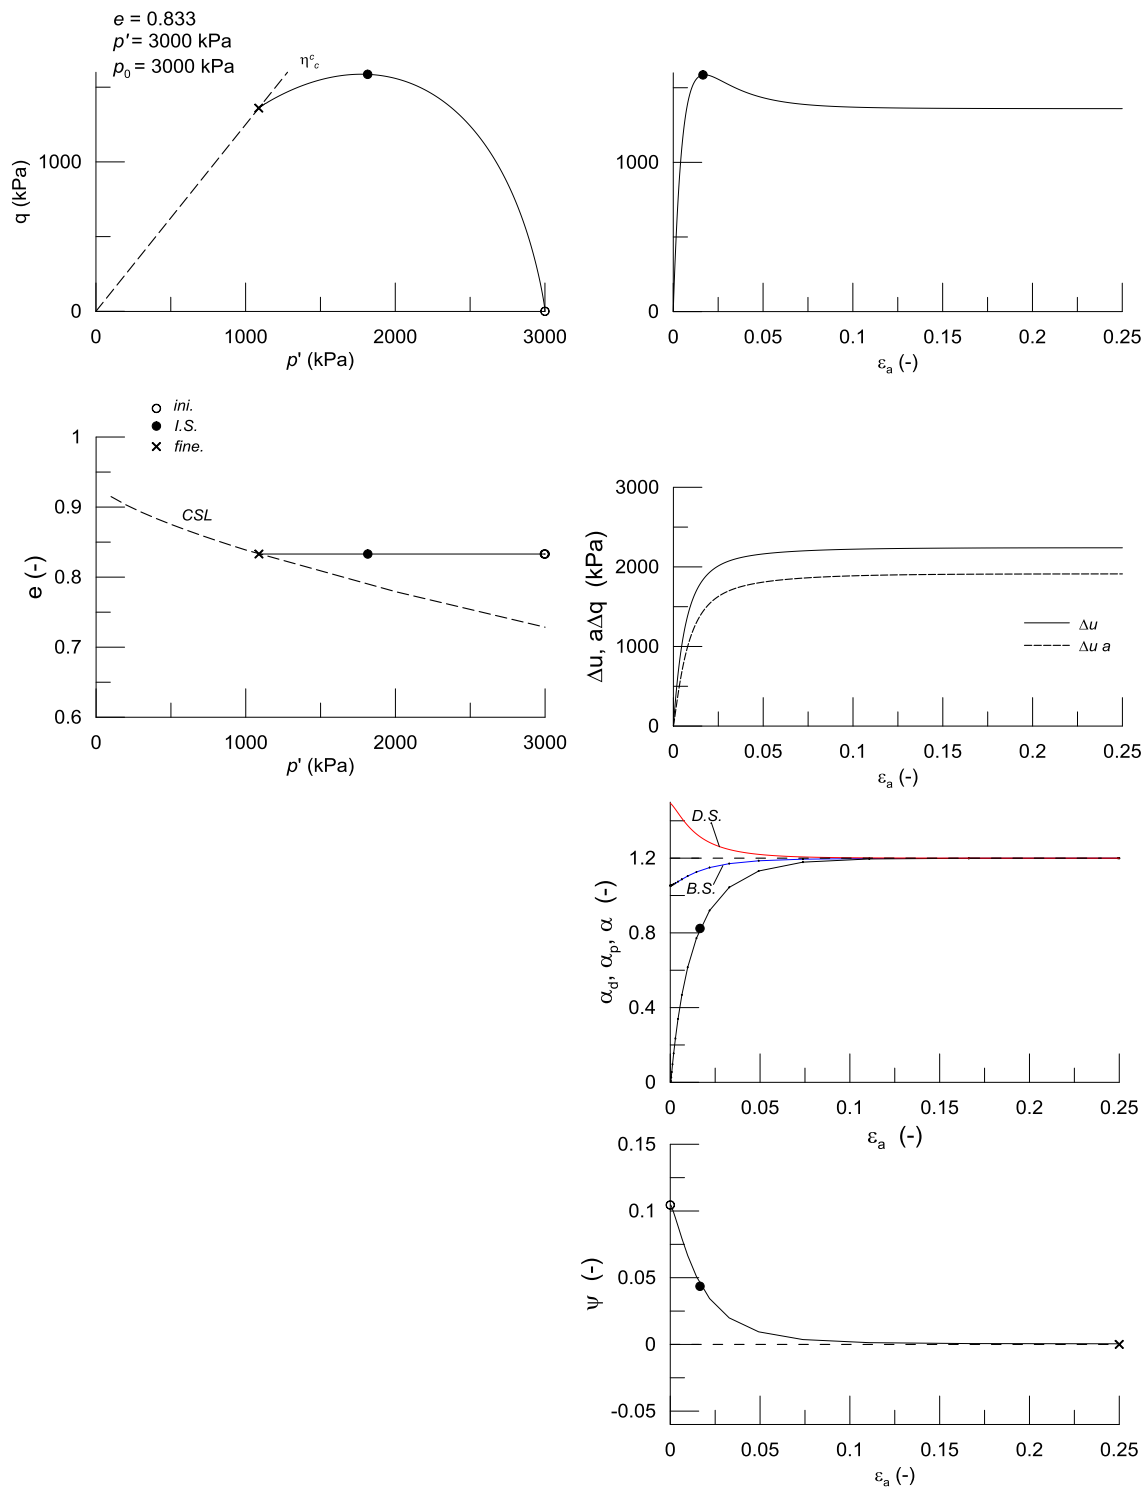 e = 0.833
p' = 3000 kPa
p0 = 3000 kPa
ηcc
q (kPa)
1000
0
0 1000 2000 3000
p' (kPa)
1000
0
0 0.05 0.1 0.15 0.2 0.25
εa (-)
ini.
I.S.
fine.
e (-)
1
0.9
0.8
0.7
0.6
CSL
0 1000 2000 3000
p' (kPa)
Δu, aΔq (kPa)
3000
2000
1000
0
Δu
Δu a
0 0.05 0.1 0.15 0.2 0.25
εa (-)
αd, αp, α (-)
1.2
0.8
0.4
0
D.S.
B.S.
0 0.05 0.1 0.15 0.2 0.25
εa (-)
ψ (-)
0.15
0.1
0.05
0
-0.05
0 0.05 0.1 0.15 0.2 0.25
εa (-)